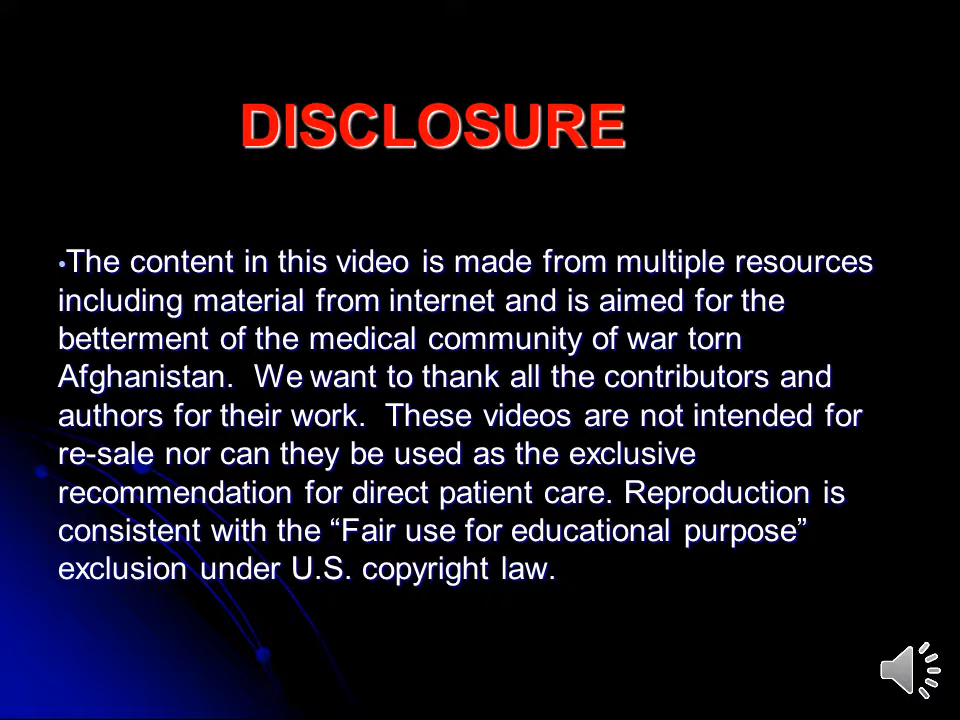 DISCLOSURE
•The content in this video is made from multiple resources
including material from internet and is aimed for the
betterment of the medical community of war torn
Afghanistan.  We want to thank all the contributors and
authors for their work.  These videos are not intended for
re-sale nor can they be used as the exclusive
recommendation for direct patient care. Reproduction is
consistent with the “Fair use for educational purpose”
exclusion under U.S. copyright law.